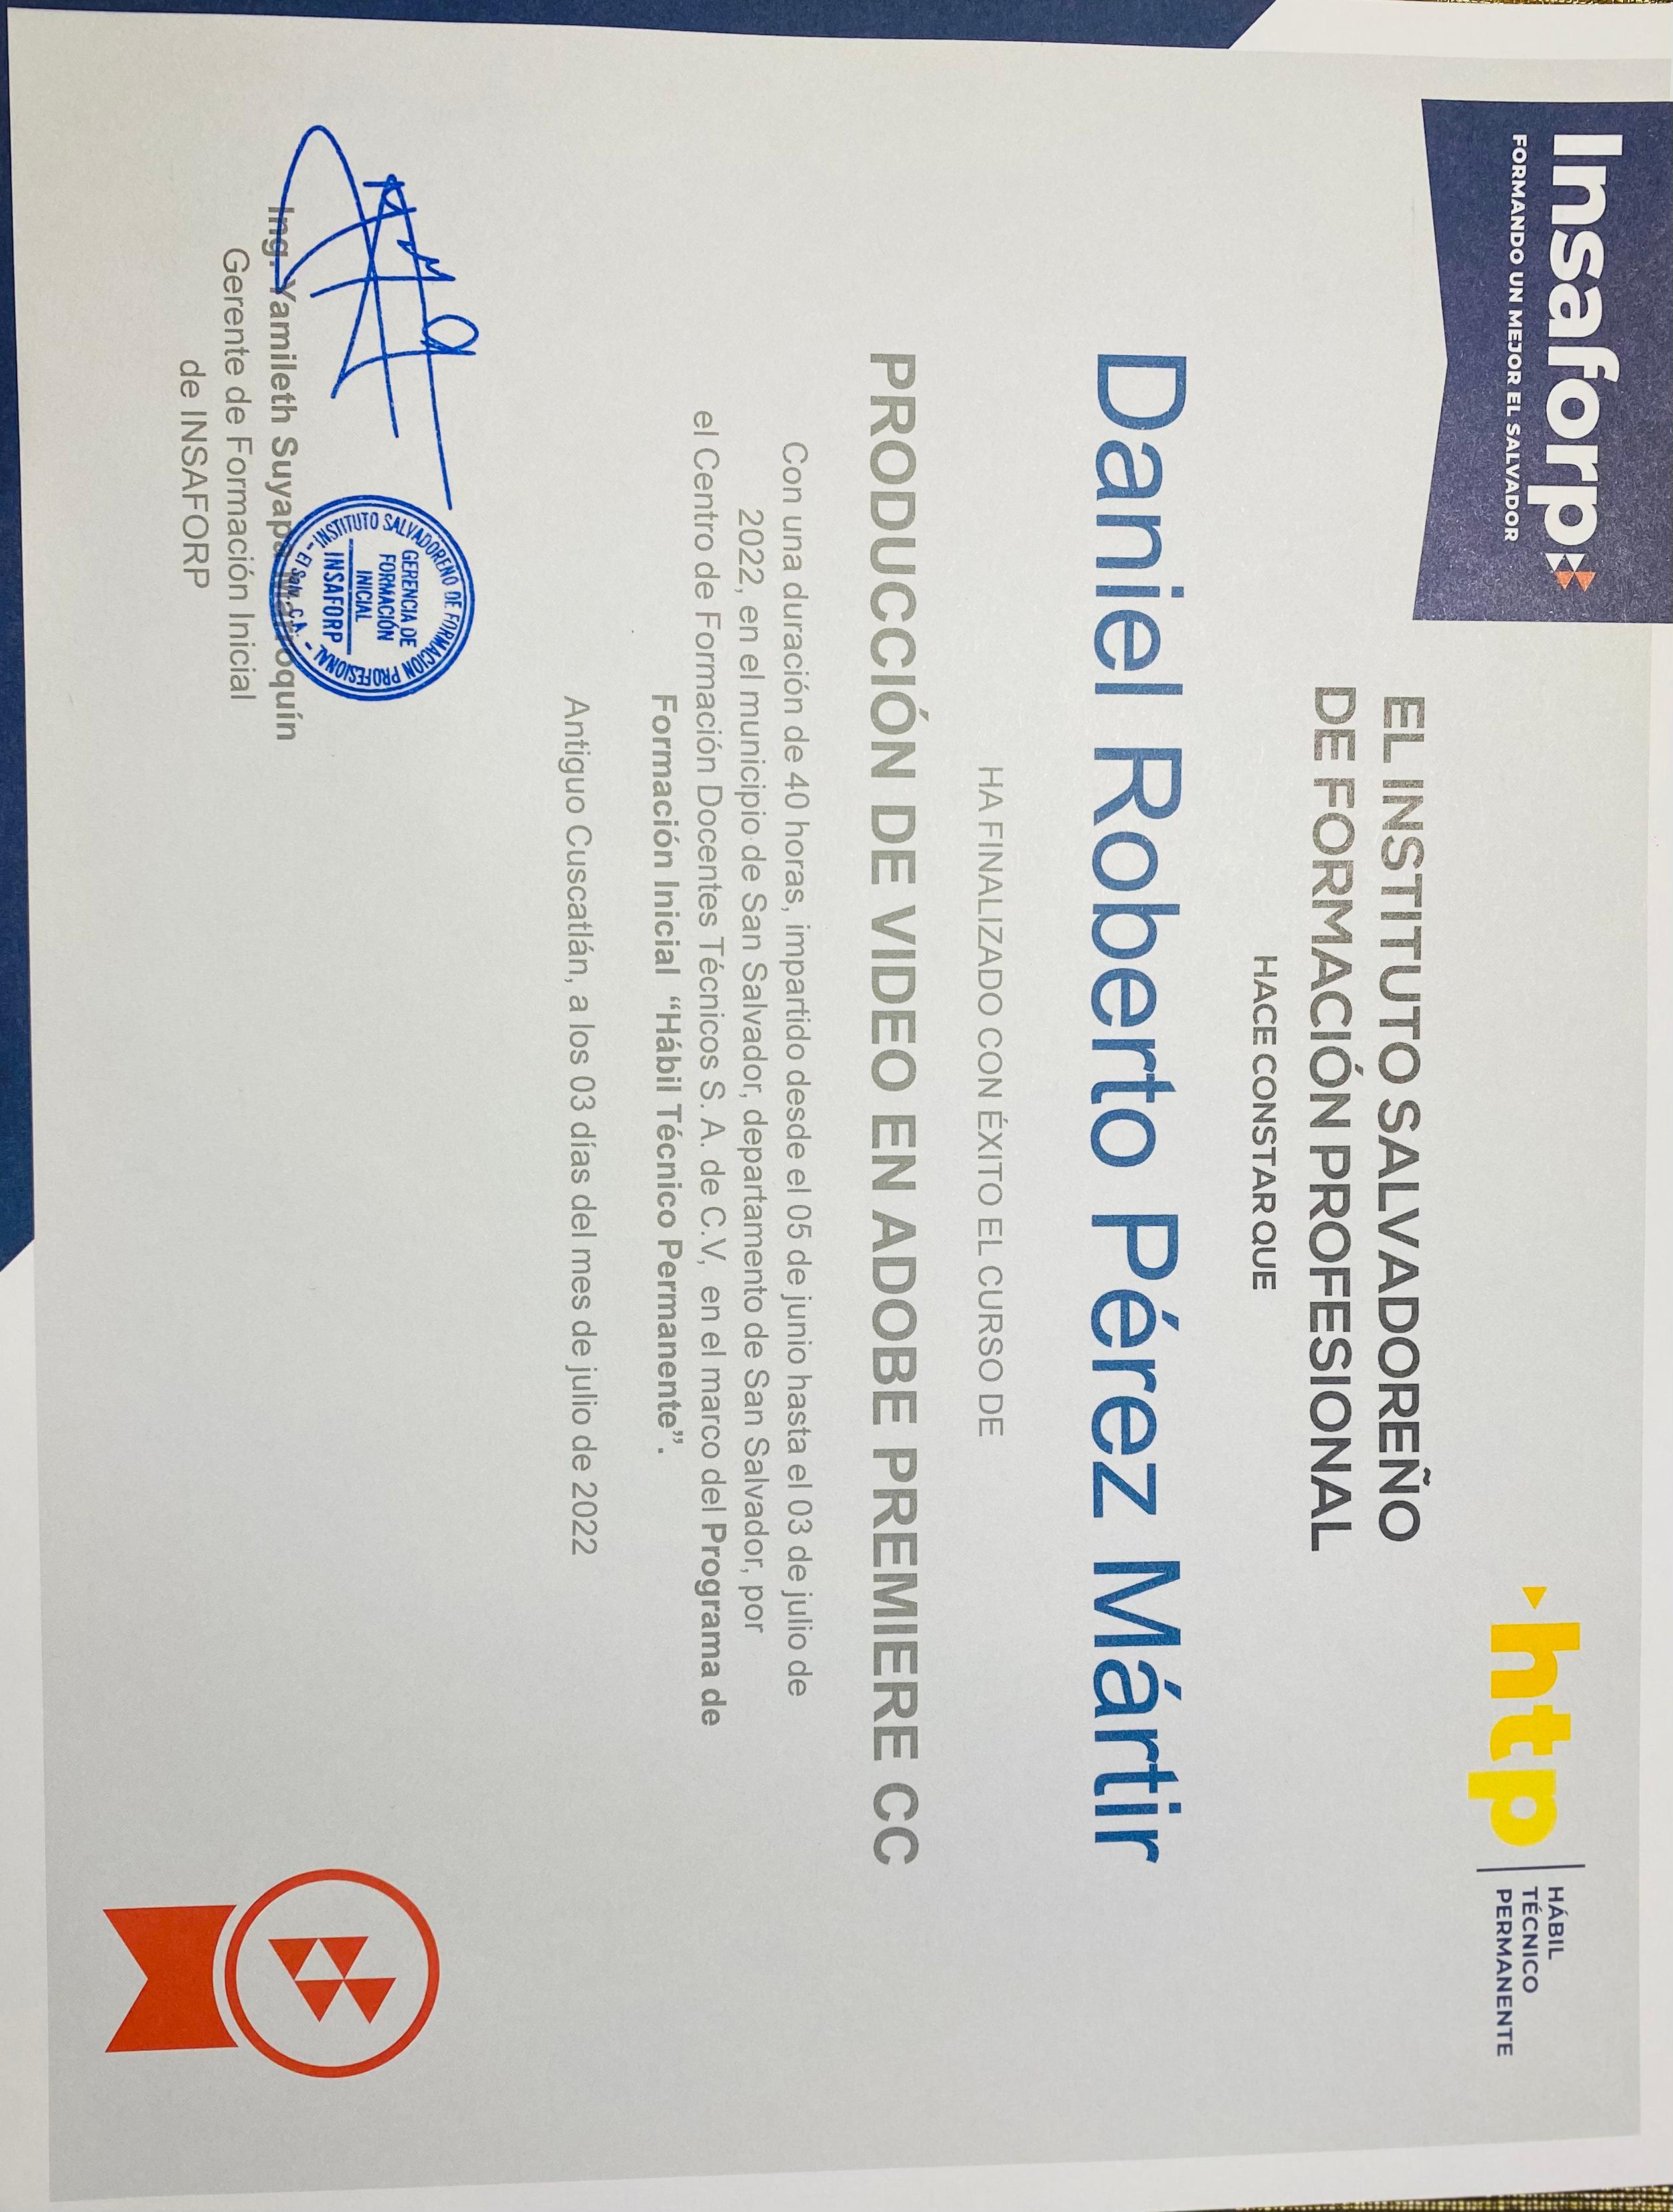 Insaforp
FORMANDO UN MEJOR EL SALVADOR
htp
HÁBIL
TÉCNICO
PERMANENTE
EL INSTITUTO SALVADOREÑO
DE FORMACIÓN PROFESIONAL
HACE CONSTAR QUE
Daniel Roberto Pérez Mártir
HA FINALIZADO CON ÉXITO EL CURSO DE
PRODUCCIÓN DE VIDEO EN ADOBE PREMIERE CC
Con una duración de 40 horas, impartido desde el 05 de junio hasta el 03 de julio de
2022, en el municipio de San Salvador, departamento de San Salvador, por
el Centro de Formación Docentes Técnicos S. A. de C.V, en el marco del Programa de
Formación Inicial “Hábil Técnico Permanente”.
Antiguo Cuscatlán, a los 03 días del mes de julio de 2022
INSTITUTO SALVADOREÑO DE FORMACION PROFESIONAL
GERENCIA DE
FORMACIÓN
INICIAL
INSAFORP
- El Salv., C.A. -
Ing. Yamileth Suyapa Marroquín
Gerente de Formación Inicial
de INSAFORP